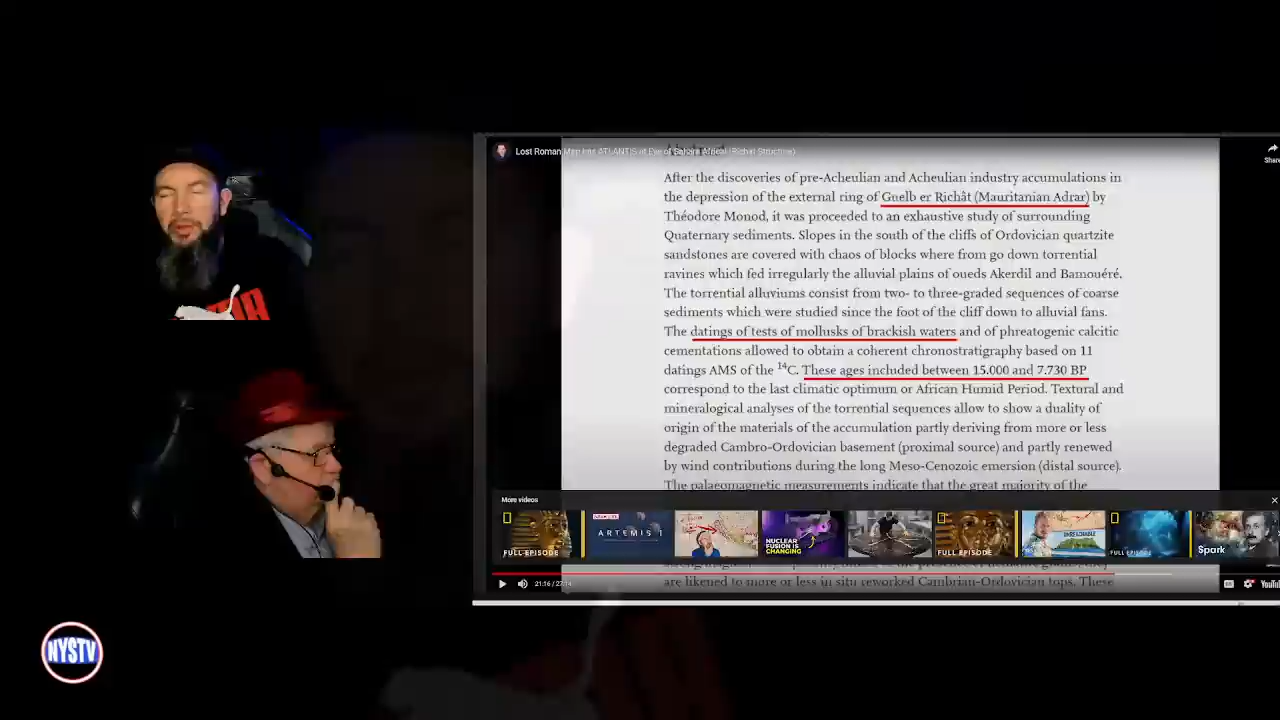 Lost Roman Map has ATLANTIS at Eye of Sahara Africa! (Richat Structure)
Share
Abstract
After the discoveries of pre-Acheulian and Acheulian industry accumulations in
the depression of the external ring of Guelb er Richât (Mauritanian Adrar) by
Théodore Monod, it was proceeded to an exhaustive study of surrounding
Quaternary sediments. Slopes in the south of the cliffs of Ordovician quartzite
sandstones are covered with chaos of blocks where from go down torrential
ravines which fed irregularly the alluvial plains of oueds Akerdil and Bamouéré.
The torrential alluviums consist from two- to three-graded sequences of coarse
sediments which were studied since the foot of the cliff down to alluvial fans.
The datings of tests of mollusks of brackish waters and of phreatogenic calcitic
cementations allowed to obtain a coherent chronostratigraphy based on 11
datings AMS of the ¹⁴C. These ages included between 15.000 and 7.730 BP
correspond to the last climatic optimum or African Humid Period. Textural and
mineralogical analyses of the torrential sequences allow to show a duality of
origin of the materials of the accumulation partly deriving from more or less
degraded Cambro-Ordovician basement (proximal source) and partly renewed
by wind contributions during the long Meso-Cenozoic emersion (distal source).
The palaeomagnetic measurements indicate that the great majority of the
More videos
FULL EPISODE
ARTEMIS I
NUCLEAR
FUSION IS
CHANGING
FULL EPISODE
UNREACHABLE
FULL EPISODE
Spark
are likened to more or less in situ reworked Cambrian-Ordovician tops. These
21:16 / 27:14
YouTu
NYSTV